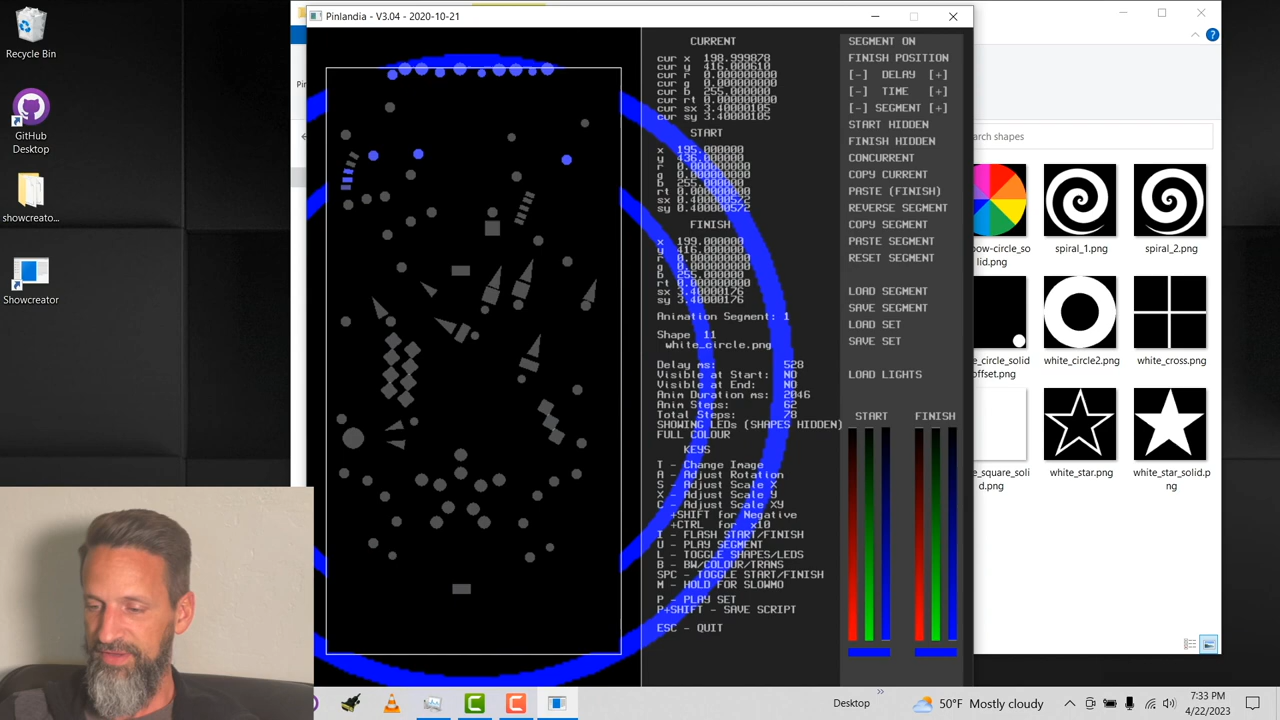 Recycle Bin
GitHub
Desktop
showcreato...
Showcreator
Pinlandia - V3.04 - 2020-10-21
Pin
CURRENT
cur x 198.999878
cur y 416.000610
cur r 0.000000000
cur g 0.000000000
cur b 255.000000
cur rt 0.00000000
cur sx 3.40000105
cur sy 3.40000105
START
x 195.000000
y 436.000000
r 0.000000000
g 0.000000000
b 255.000000
rt 0.00000000
sx 0.400000572
sy 0.400000572
FINISH
x 199.000000
y 416.000000
r 0.000000000
g 0.000000000
b 255.000000
rt 0.00000000
sx 3.40000176
sy 3.40000176
Animation Segment: 1
Shape 11
white_circle.png
Delay ms: 528
Visible at Start: NO
Visible at End: NO
Anim Duration ms: 2046
Anim Steps: 62
Total Steps: 78
SHOWING LEDs (SHAPES HIDDEN)
FULL COLOUR
KEYS
T - Change Image
A - Adjust Rotation
S - Adjust Scale X
X - Adjust Scale Y
C - Adjust Scale XY
+SHIFT for Negative
+CTRL for x10
I - FLASH START/FINISH
U - PLAY SEGMENT
L - TOGGLE SHAPES/LEDS
B - BW/COLOUR/TRANS
SPC - TOGGLE START/FINISH
M - HOLD FOR SLOWMO
P - PLAY SET
P+SHIFT - SAVE SCRIPT
ESC - QUIT
SEGMENT ON
FINISH POSITION
[-] DELAY [+]
[-] TIME [+]
[-] SEGMENT [+]
START HIDDEN
FINISH HIDDEN
CONCURRENT
COPY CURRENT
PASTE (FINISH)
REVERSE SEGMENT
COPY SEGMENT
PASTE SEGMENT
RESET SEGMENT
LOAD SEGMENT
SAVE SEGMENT
LOAD SET
SAVE SET
LOAD LIGHTS
START FINISH
arch shapes
bow-circle_so
lid.png
spiral_1.png
spiral_2.png
e_circle_solid
offset.png
white_circle2.png
white_cross.png
e_square_soli
d.png
white_star.png
white_star_solid.p
ng
Desktop
50°F Mostly cloudy
7:33 PM
4/22/2023